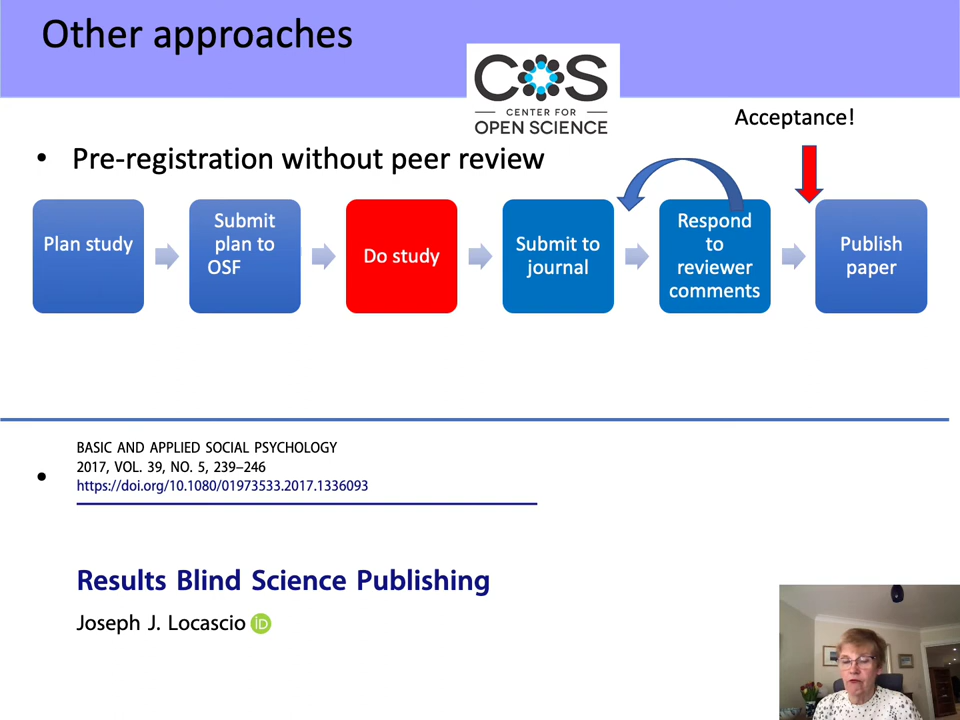 Other approaches
COS
CENTER FOR
OPEN SCIENCE
Acceptance!
• Pre-registration without peer review
Plan study
Submit
plan to
OSF
Do study
Submit to
journal
Respond
to
reviewer
comments
Publish
paper
BASIC AND APPLIED SOCIAL PSYCHOLOGY
2017, VOL. 39, NO. 5, 239–246
https://doi.org/10.1080/01973533.2017.1336093
Results Blind Science Publishing
Joseph J. Locascio iD